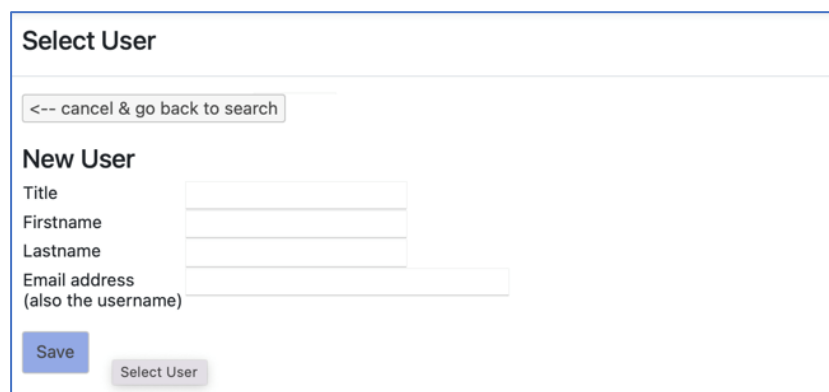 Select User
<-- cancel & go back to search
New User
Title
Firstname
Lastname
Email address
(also the username)
Save
Select User